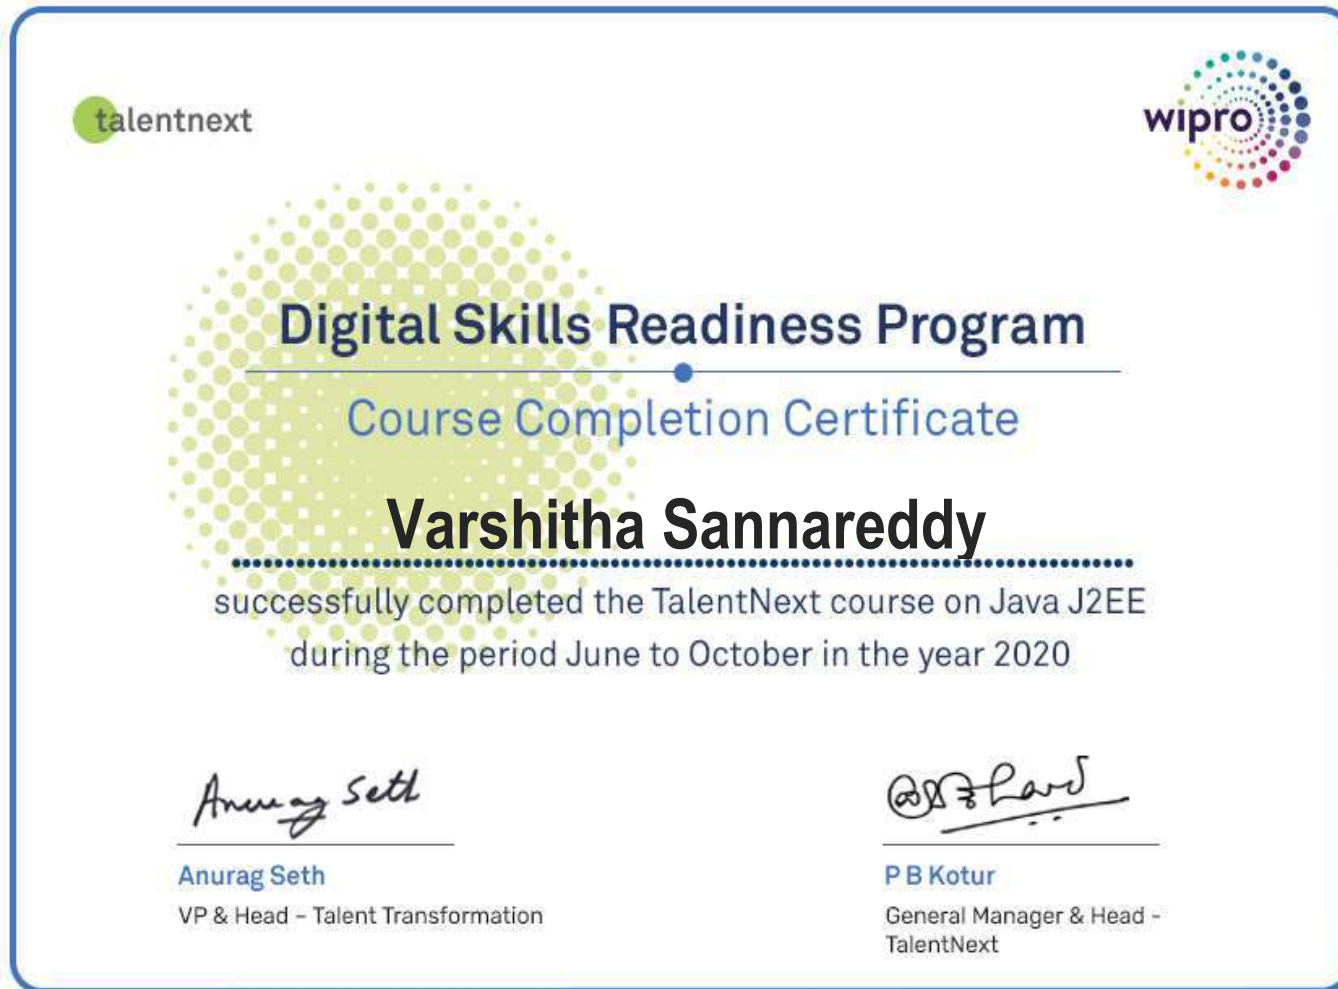 talentnext
wipro
Digital Skills Readiness Program
Course Completion Certificate
Varshitha Sannareddy
successfully completed the TalentNext course on Java J2EE
during the period June to October in the year 2020
Anurag Seth
Anurag Seth
VP & Head – Talent Transformation
P B Kotur
General Manager & Head -
TalentNext